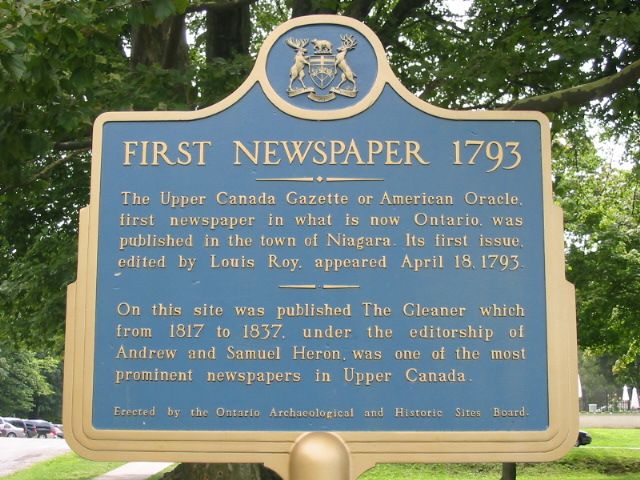 FIRST NEWSPAPER 1793
The Upper Canada Gazette or American Oracle,
first newspaper in what is now Ontario, was
published in the town of Niagara. Its first issue,
edited by Louis Roy, appeared April 18, 1793.
On this site was published The Gleaner which
from 1817 to 1837, under the editorship of
Andrew and Samuel Heron, was one of the most
prominent newspapers in Upper Canada.
Erected by the Ontario Archaeological and Historic Sites Board.